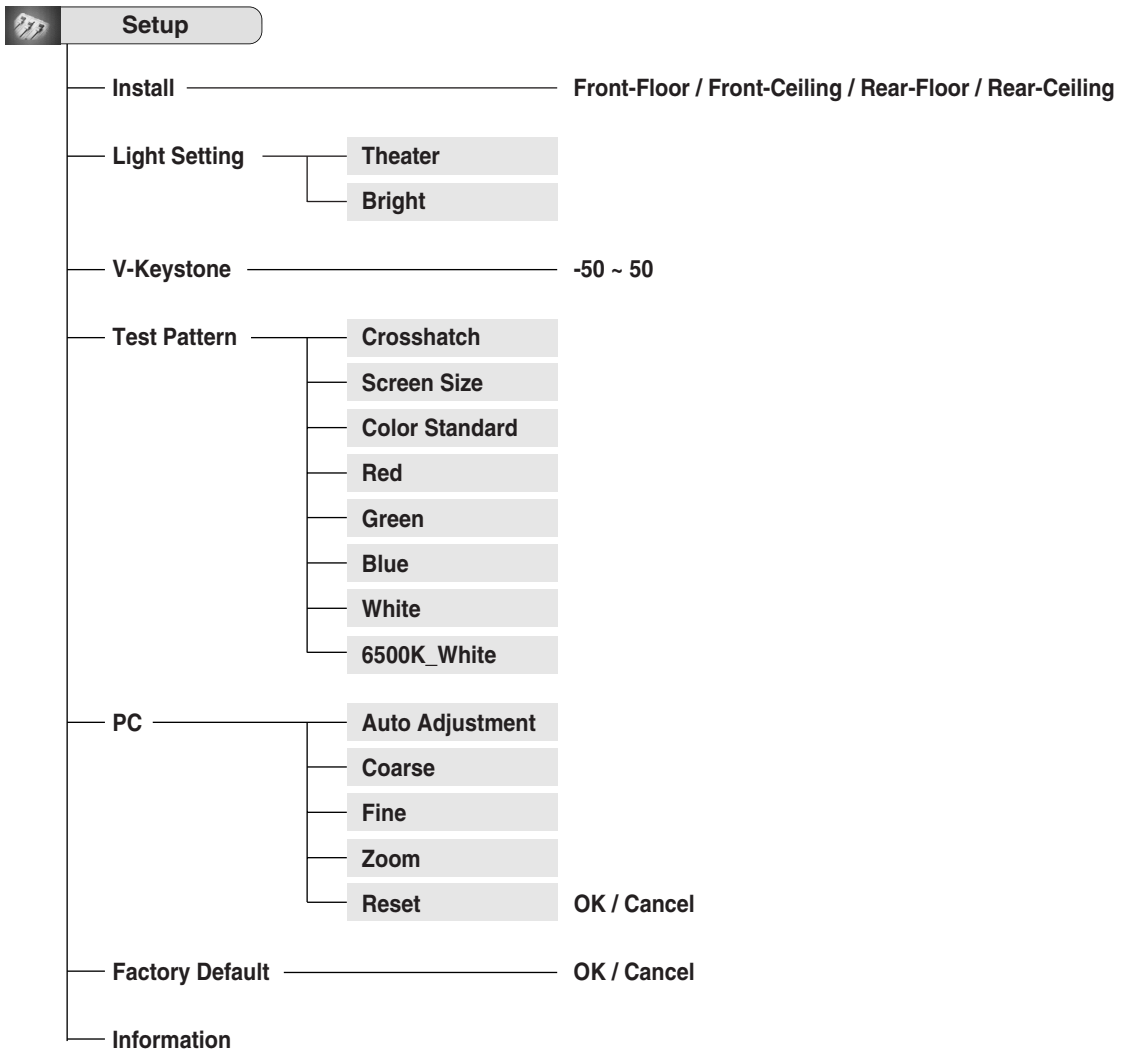 Setup
Install Front-Floor / Front-Ceiling / Rear-Floor / Rear-Ceiling
Light Setting Theater
Bright
V-Keystone -50 ~ 50
Test Pattern Crosshatch
Screen Size
Color Standard
Red
Green
Blue
White
6500K_White
PC Auto Adjustment
Coarse
Fine
Zoom
Reset OK / Cancel
Factory Default OK / Cancel
Information